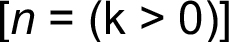 [n = (k > 0)]